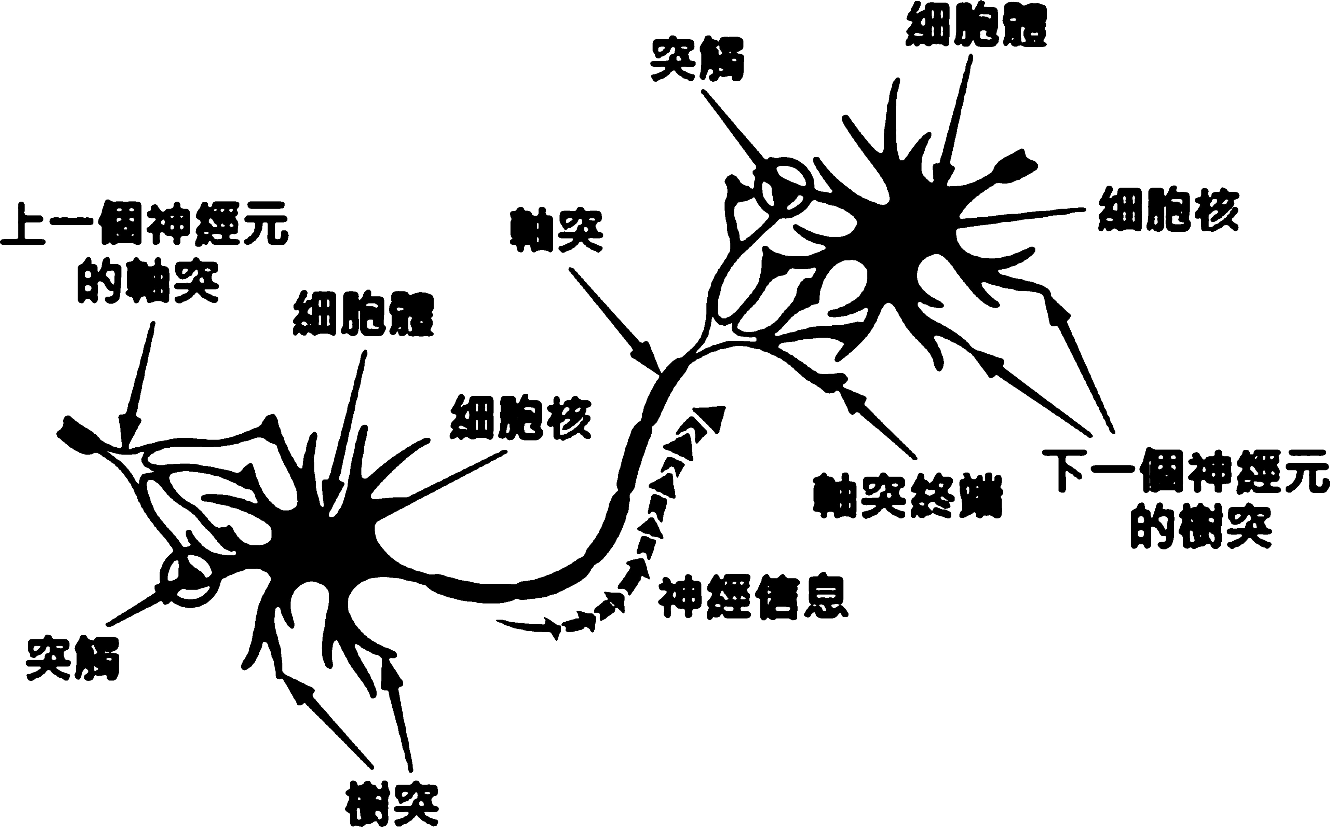 細胞體
突觸
細胞核
上一個神經元
的軸突
軸突
細胞體
細胞核
下一個神經元
的樹突
軸突終端
神經信息
突觸
樹突